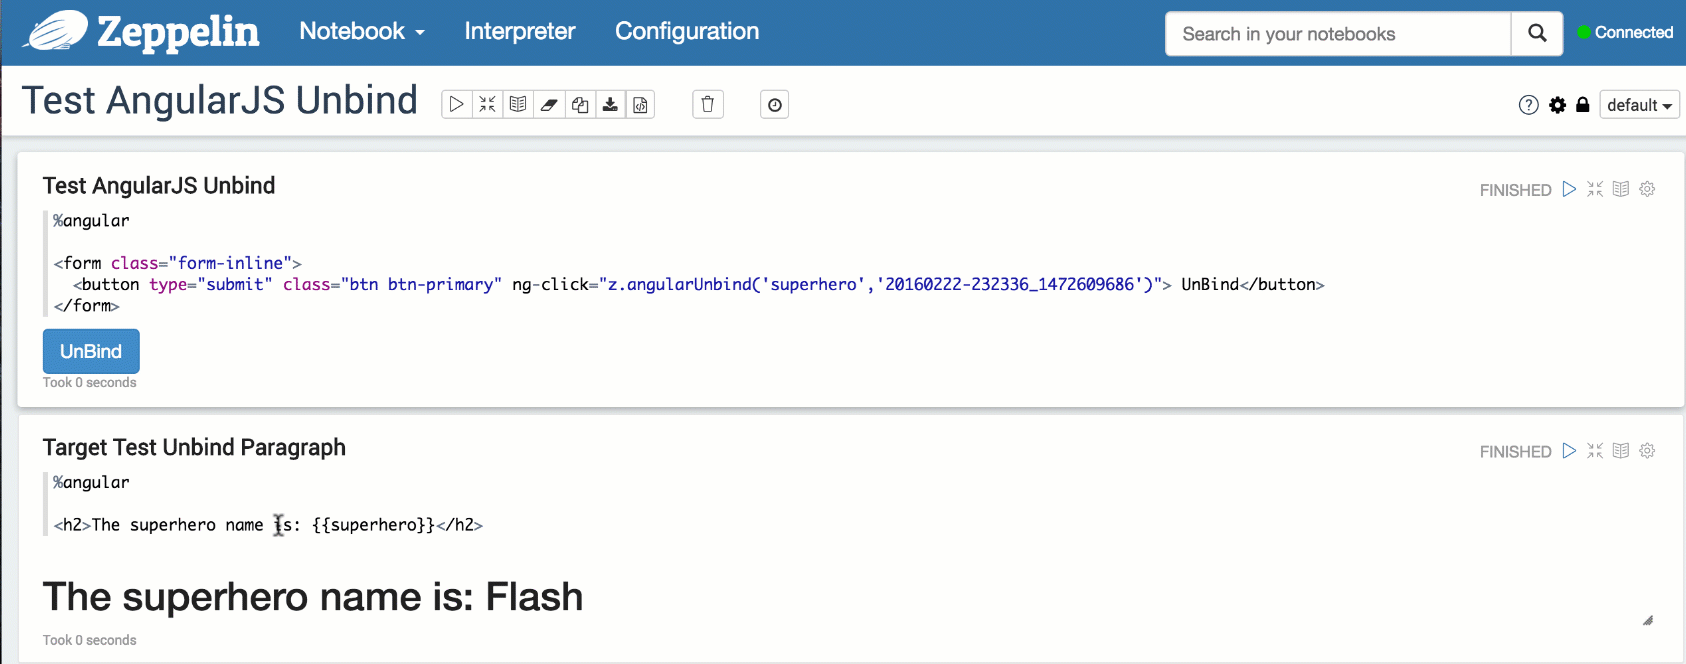 Zeppelin Notebook Interpreter Configuration Search in your notebooks Connected
Test AngularJS Unbind default
Test AngularJS Unbind FINISHED
%angular
<form class="form-inline">
<button type="submit" class="btn btn-primary" ng-click="z.angularUnbind('superhero','20160222-232336_1472609686')"> UnBind</button>
</form>
UnBind
Took 0 seconds
Target Test Unbind Paragraph FINISHED
%angular
<h2>The superhero name is: {{superhero}}</h2>
The superhero name is: Flash
Took 0 seconds